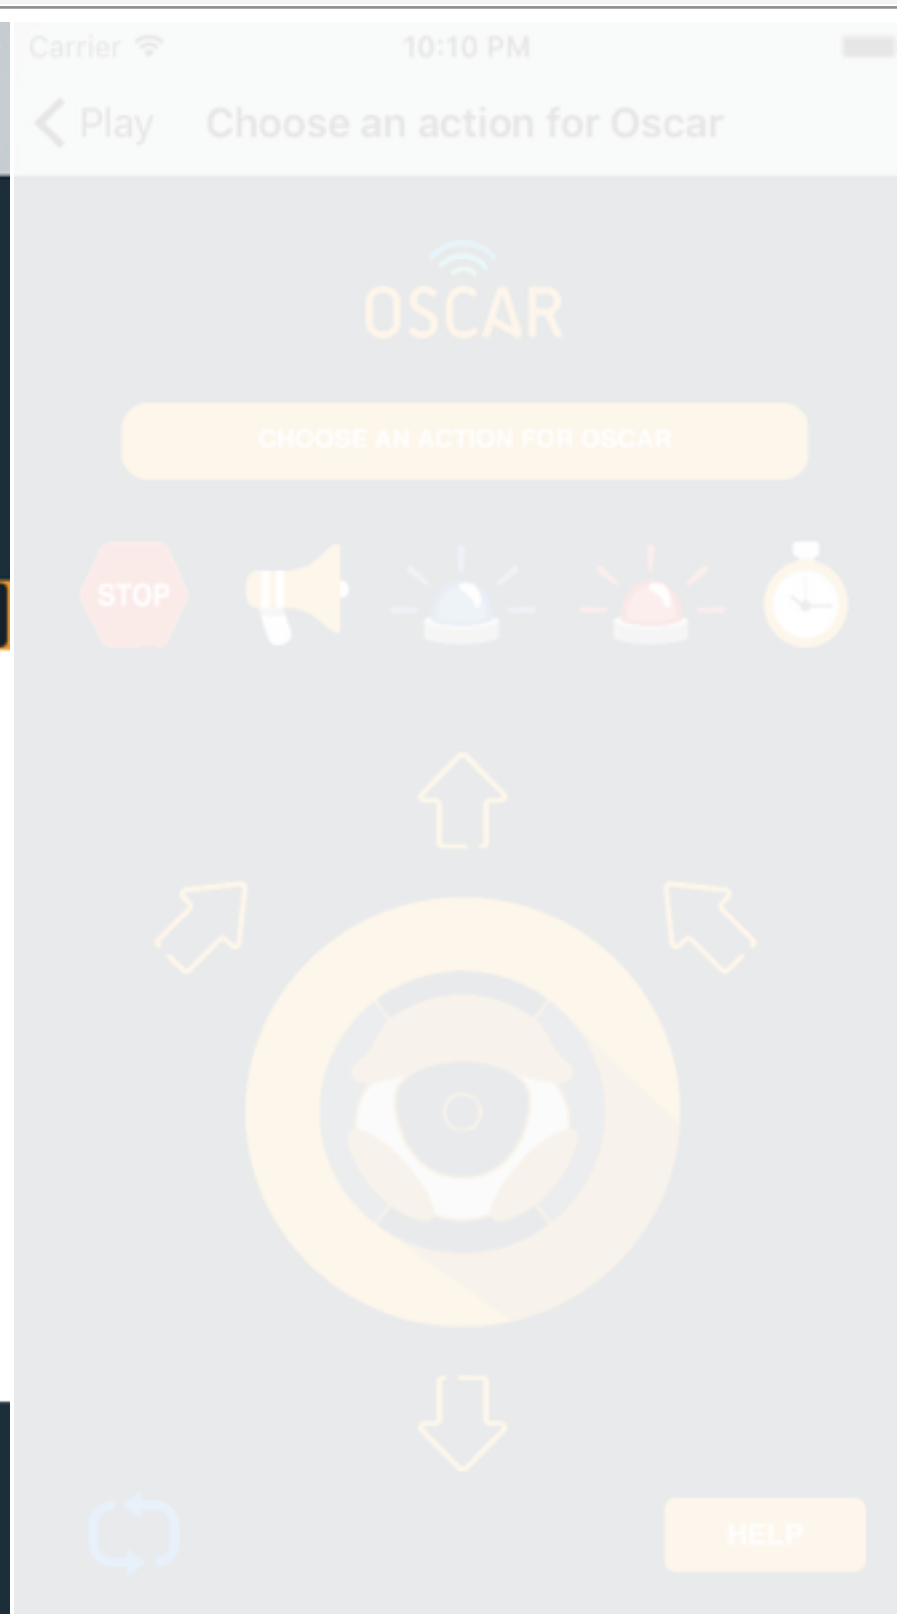 Carrier
10:10 PM
Play
Choose an action for Oscar
OSCAR
CHOOSE AN ACTION FOR OSCAR
STOP
HELP